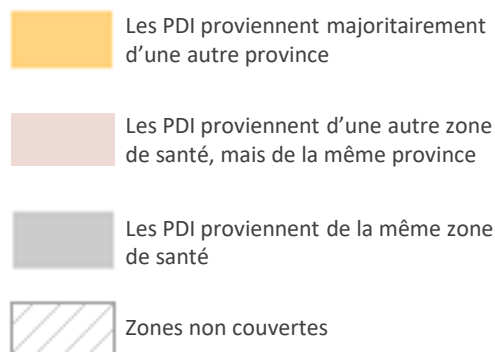 Les PDI proviennent majoritairement
d’une autre province
Les PDI proviennent d’une autre zone
de santé, mais de la même province
Les PDI proviennent de la même zone
de santé
Zones non couvertes